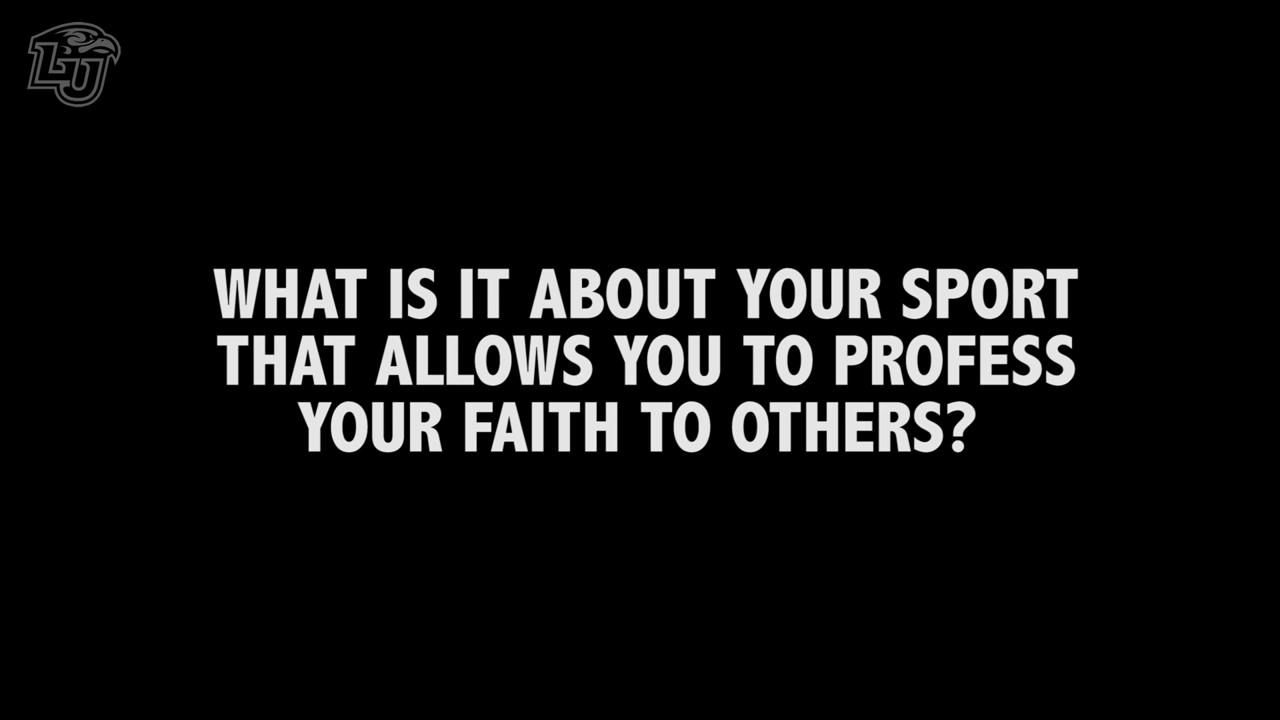 LU
WHAT IS IT ABOUT YOUR SPORT
THAT ALLOWS YOU TO PROFESS
YOUR FAITH TO OTHERS?